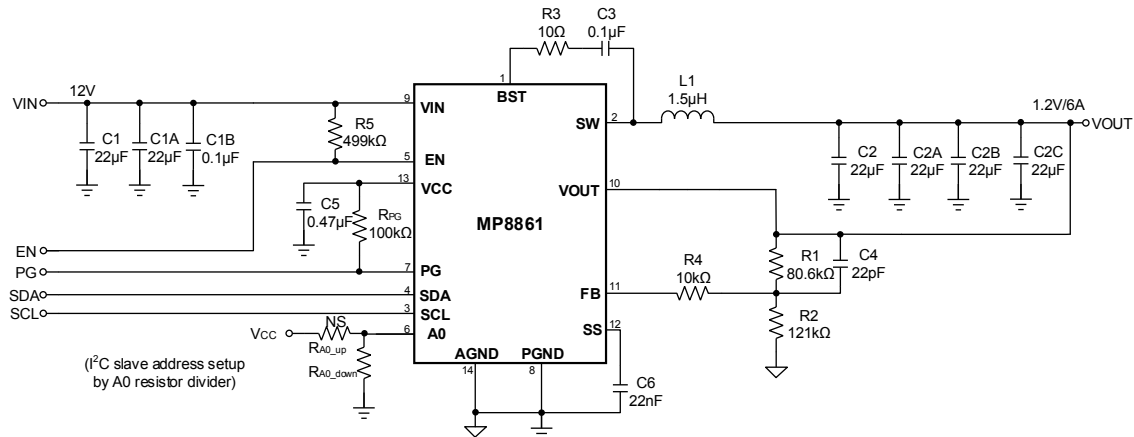 R3
10Ω
C3
0.1µF
1
BST
12V
VIN
9
VIN
L1
1.5µH
SW
2
1.2V/6A
VOUT
C1
22µF
C1A
22µF
C1B
0.1µF
R5
499kΩ
C2
22µF
C2A
22µF
C2B
22µF
C2C
22µF
5
EN
13
VCC
VOUT
10
C5
0.47µF
RPG
100kΩ
MP8861
EN
R1
80.6kΩ
C4
22pF
PG
7
PG
R4
10kΩ
FB
11
SDA
4
SDA
SCL
3
SCL
R2
121kΩ
SS
12
VCC
NS
6
A0
RA0_up
RA0_down
(I²C slave address setup
by A0 resistor divider)
AGND
14
PGND
8
C6
22nF